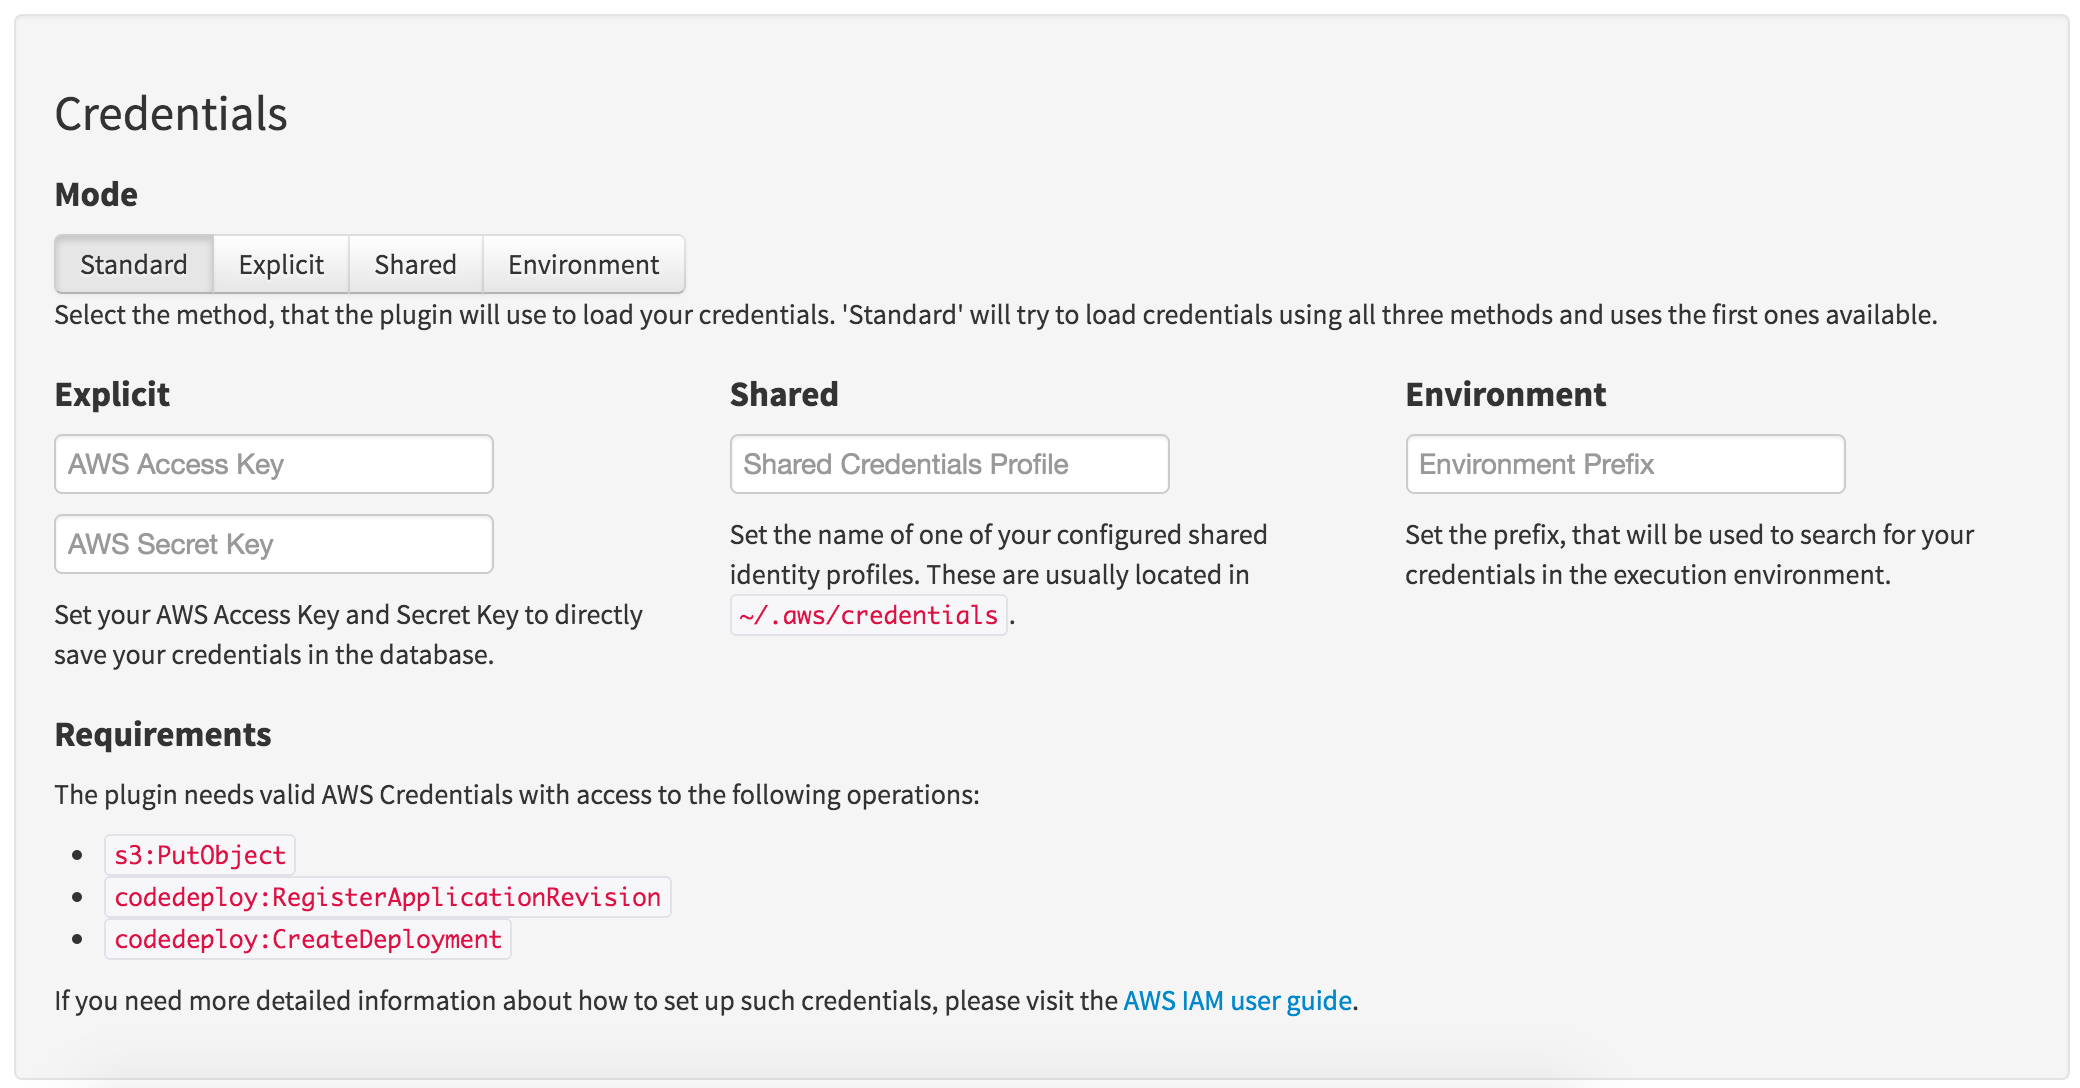 Credentials
Mode
Standard Explicit Shared Environment
Select the method, that the plugin will use to load your credentials. 'Standard' will try to load credentials using all three methods and uses the first ones available.
Explicit
AWS Access Key
AWS Secret Key
Set your AWS Access Key and Secret Key to directly
save your credentials in the database.
Shared
Shared Credentials Profile
Set the name of one of your configured shared
identity profiles. These are usually located in
~/.aws/credentials .
Environment
Environment Prefix
Set the prefix, that will be used to search for your
credentials in the execution environment.
Requirements
The plugin needs valid AWS Credentials with access to the following operations:
• s3:PutObject
• codedeploy:RegisterApplicationRevision
• codedeploy:CreateDeployment
If you need more detailed information about how to set up such credentials, please visit the AWS IAM user guide.